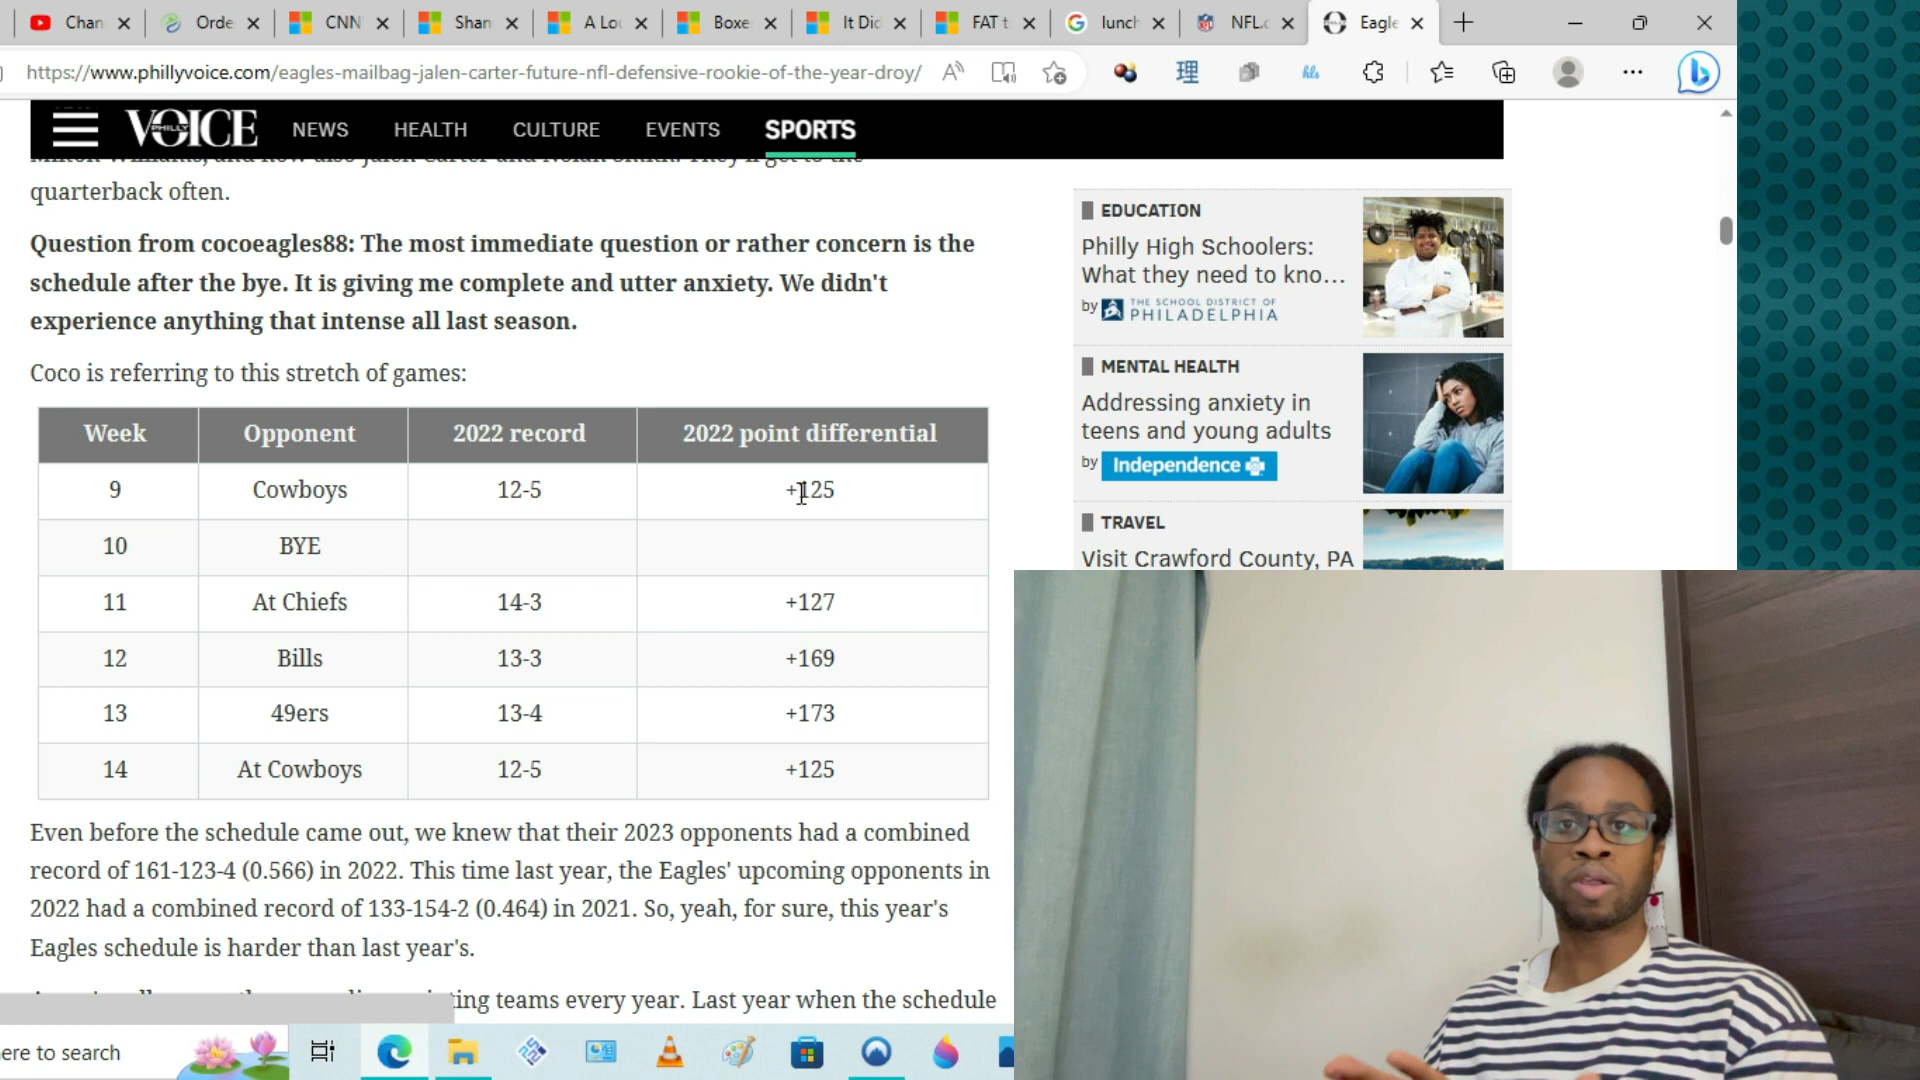 Chan
Orde
CNN
Shan
A Lo
Boxe
It Dic
FAT t
lunch
NFL.
Eagle
https://www.phillyvoice.com/eagles-mailbag-jalen-carter-future-nfl-defensive-rookie-of-the-year-droy/
理
hls
PHILLY VOICE
NEWS
HEALTH
CULTURE
EVENTS
SPORTS
quarterback often.
Question from cocoeagles88: The most immediate question or rather concern is the
schedule after the bye. It is giving me complete and utter anxiety. We didn't
experience anything that intense all last season.
Coco is referring to this stretch of games:
Week Opponent 2022 record 2022 point differential
9 Cowboys 12-5 +125
10 BYE
11 At Chiefs 14-3 +127
12 Bills 13-3 +169
13 49ers 13-4 +173
14 At Cowboys 12-5 +125
Even before the schedule came out, we knew that their 2023 opponents had a combined
record of 161-123-4 (0.566) in 2022. This time last year, the Eagles' upcoming opponents in
2022 had a combined record of 133-154-2 (0.464) in 2021. So, yeah, for sure, this year's
Eagles schedule is harder than last year's.
ting teams every year. Last year when the schedule
EDUCATION
Philly High Schoolers:
What they need to kno...
by THE SCHOOL DISTRICT OF
PHILADELPHIA
MENTAL HEALTH
Addressing anxiety in
teens and young adults
by Independence
TRAVEL
Visit Crawford County, PA
ere to search